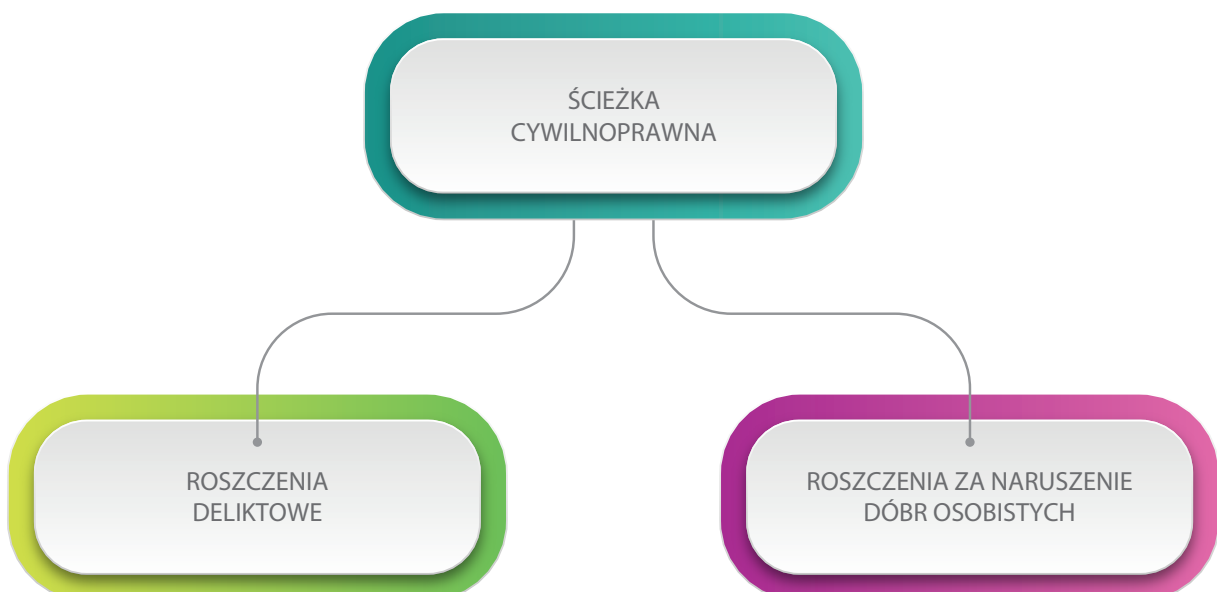 ŚCIEŻKA
CYWILNOPRAWNA
ROSZCZENIA
DELIKTOWE
ROSZCZENIA ZA NARUSZENIE
DÓBR OSOBISTYCH